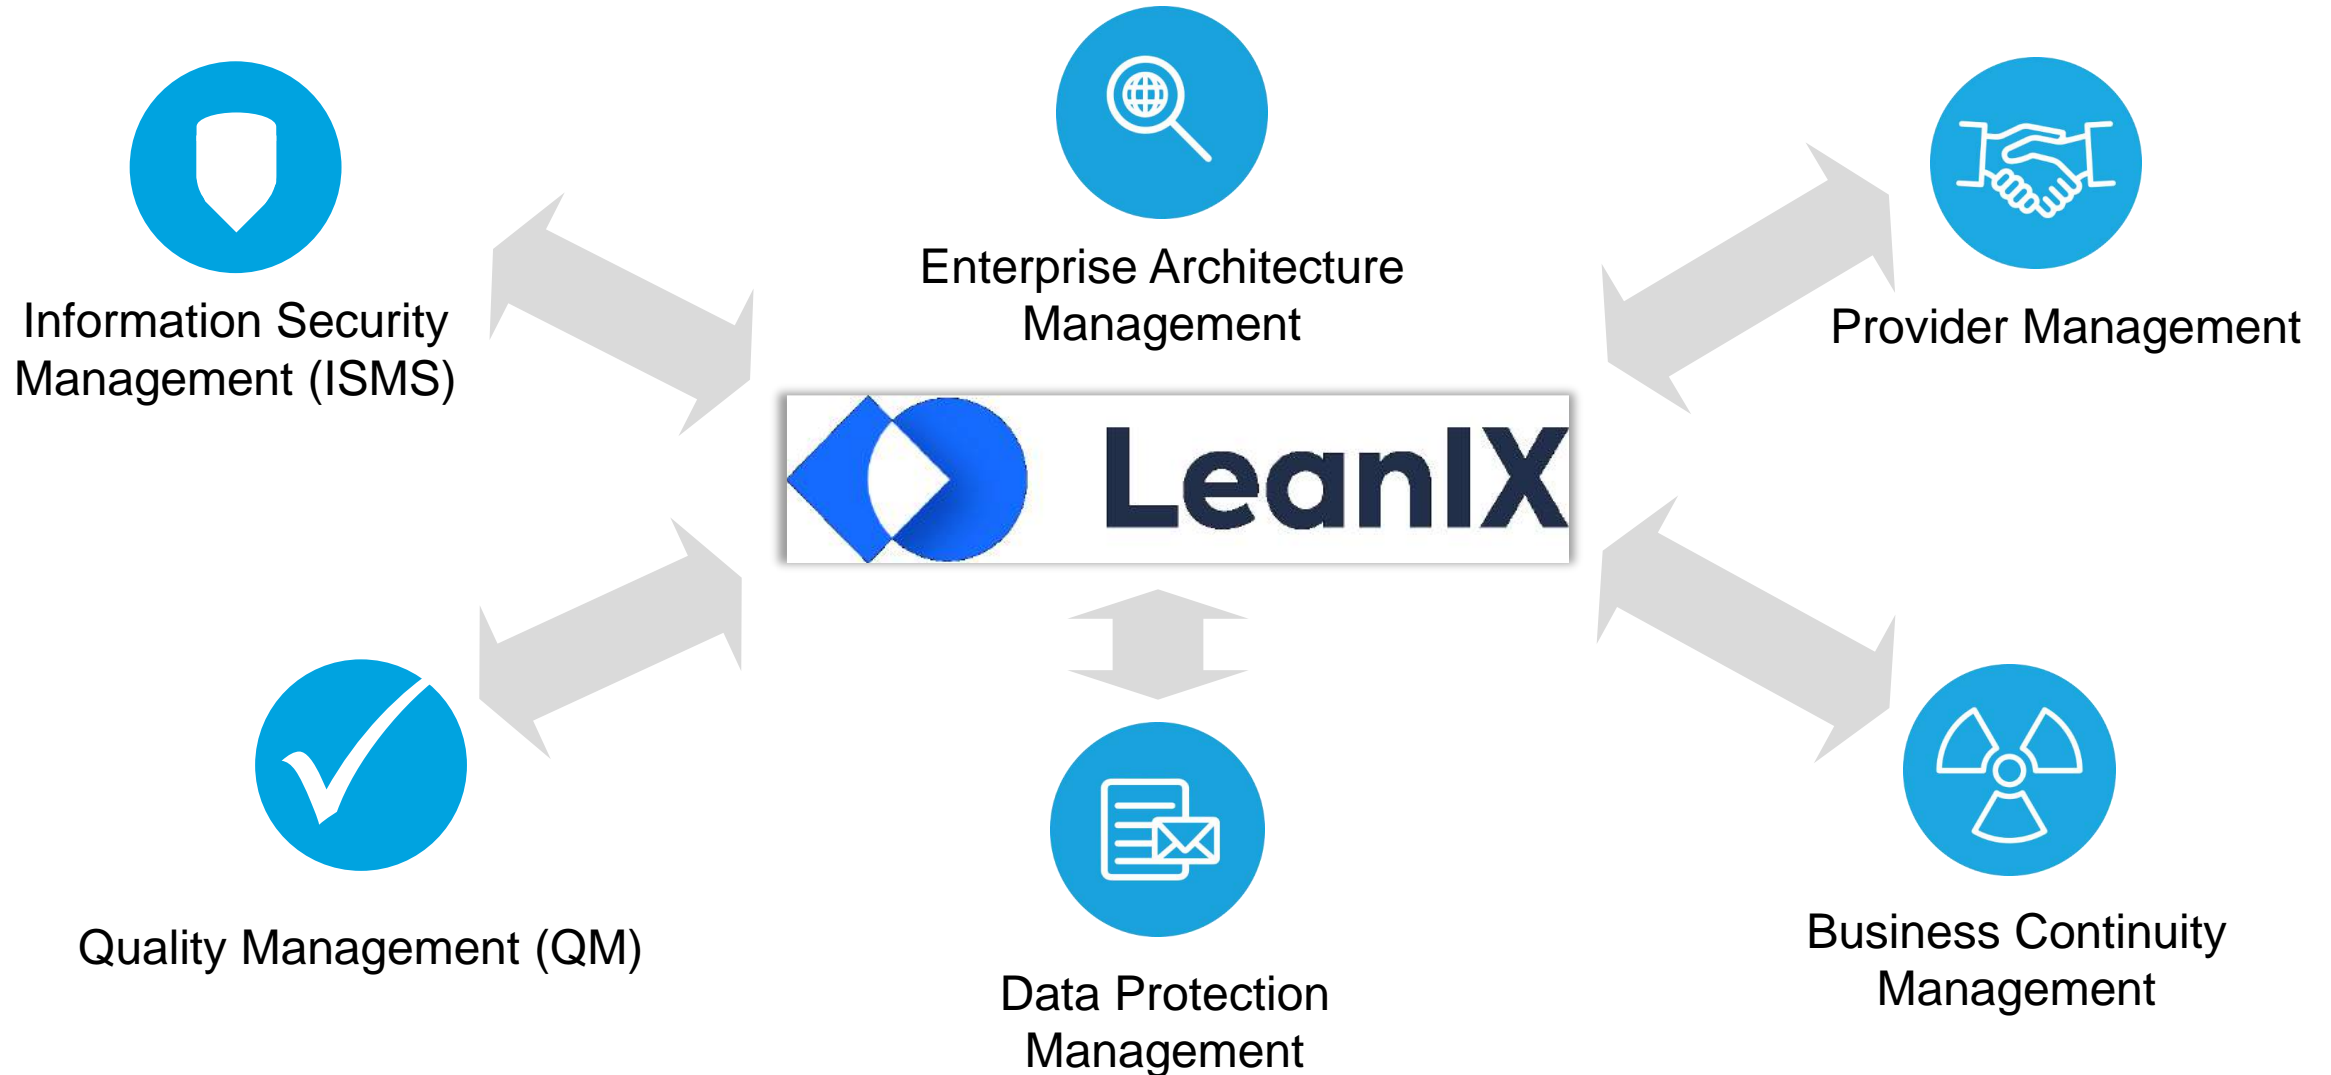 Enterprise Architecture
Management
Information Security
Management (ISMS)
Provider Management
LeanIX
Quality Management (QM)
Business Continuity
Management
Data Protection
Management